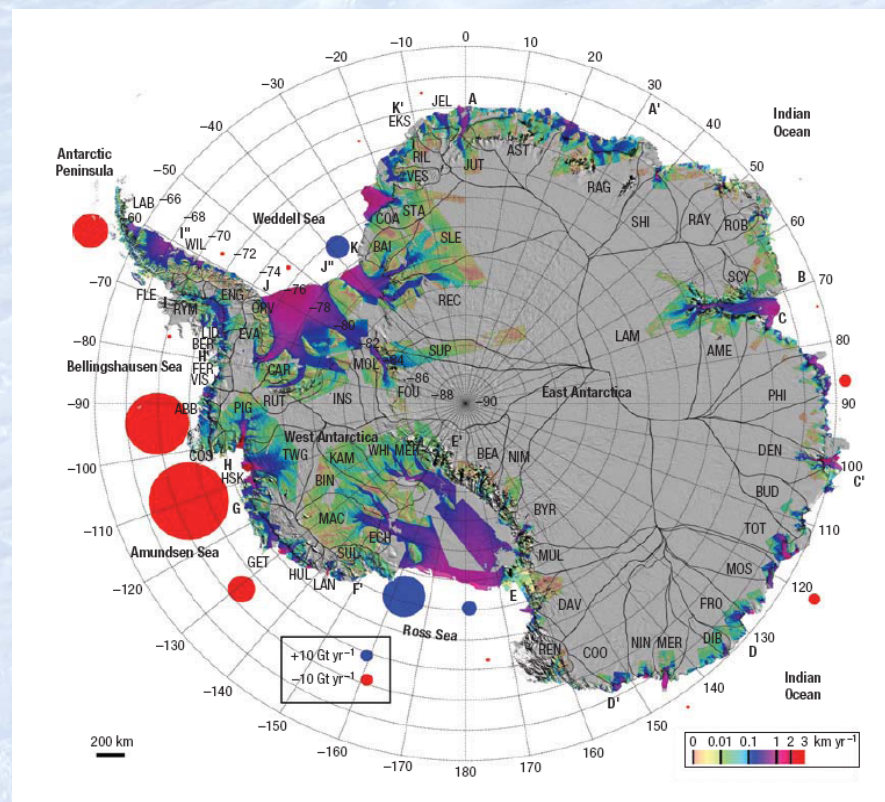 0
-10
10
-20
20
-30
30
-40
40
-50
50
-60
60
-70
70
-80
80
-90
90
-100
100
-110
110
-120
120
-130
130
-140
140
-150
150
-160
160
-170
170
180
Indian
Ocean
Antarctic
Peninsula
Weddell Sea
Bellingshausen Sea
Amundsen Sea
Ross Sea
Indian
Ocean
East Antarctica
West Antarctica
-66
-68
-70
-72
-74
-76
-78
-80
-82
-84
-86
-88
-90
K'
JEL
A
EKS
A'
RIL
VES
JUT
AST
RAG
SHI
RAY
ROB
COA
STA
BAI
SLE
K
J"
REC
SCY
B
C
LAB
I"
WIL
J
FLE
I
ENG
RYM
ORV
LID
BER
EVA
H'
FER
VIS
CAR
MOL
SUP
FOU
RUT
INS
LAM
AME
PHI
ABB
PIG
COS
H
HSK
G
TWG
KAM
WHI
MER
E'
BEA
NIM
BIN
MAC
DEN
C'
BUD
BYR
TOT
MOS
MUL
ECH
SUL
GET
HUL
LAN
F'
E
DAV
FRO
DIB
D
REN
COO
NIN
MER
D'
+10 Gt yr⁻¹
-10 Gt yr⁻¹
200 km
0 0.01 0.1 1 2 3 km yr⁻¹